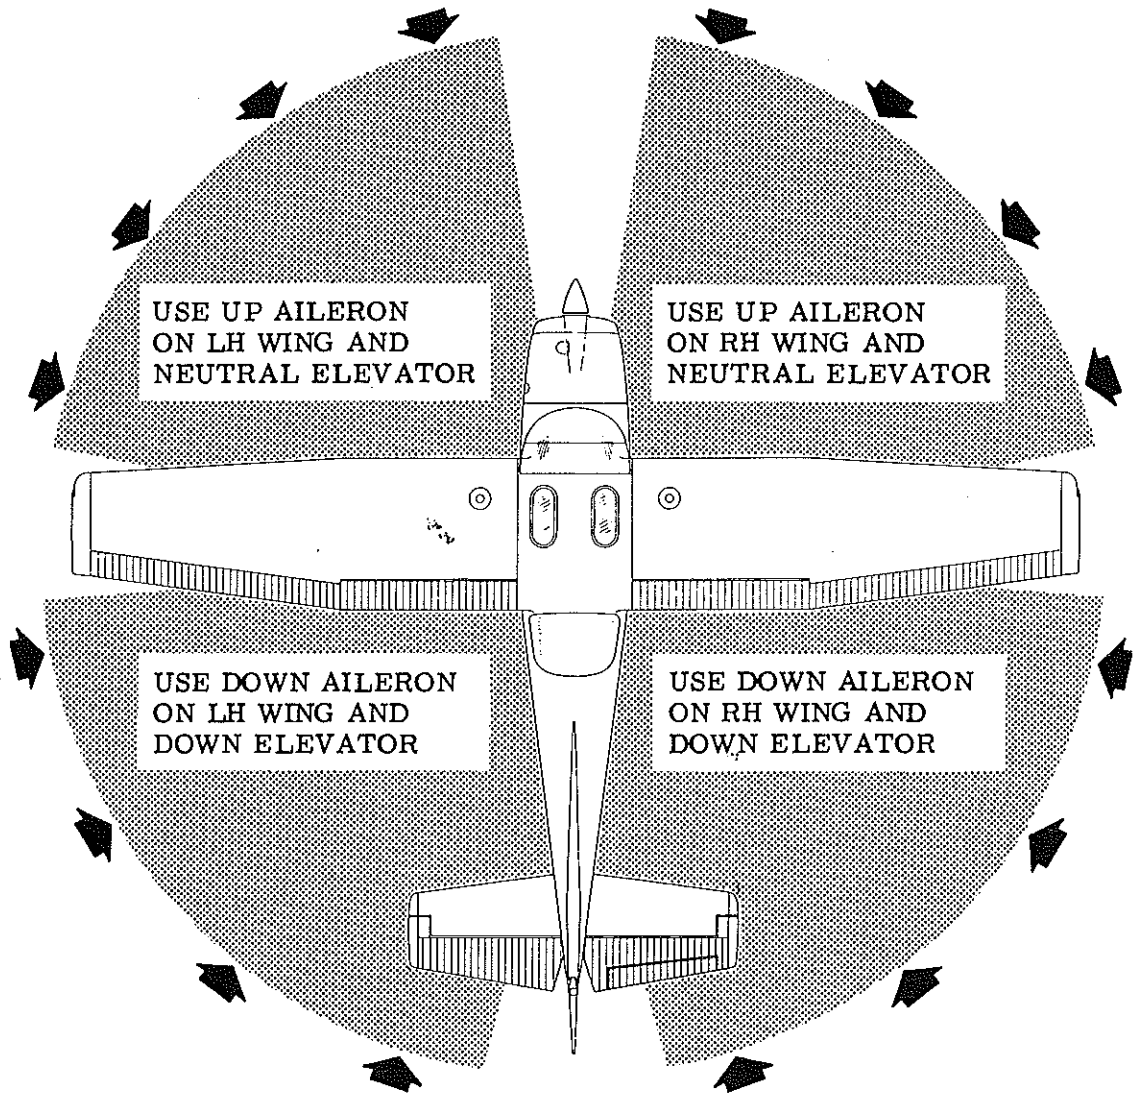 USE UP AILERON
ON LH WING AND
NEUTRAL ELEVATOR
USE UP AILERON
ON RH WING AND
NEUTRAL ELEVATOR
USE DOWN AILERON
ON LH WING AND
DOWN ELEVATOR
USE DOWN AILERON
ON RH WING AND
DOWN ELEVATOR